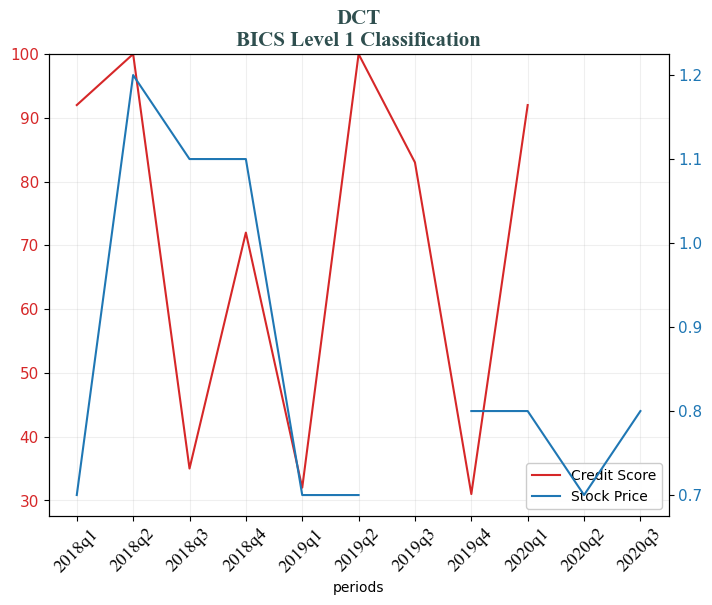 DCT
BICS Level 1 Classification
100
90
80
70
60
50
40
30
1.2
1.1
1.0
0.9
0.8
0.7
Credit Score
Stock Price
2018q1
2018q2
2018q3
2018q4
2019q1
2019q2
2019q3
2019q4
2020q1
2020q2
2020q3
periods